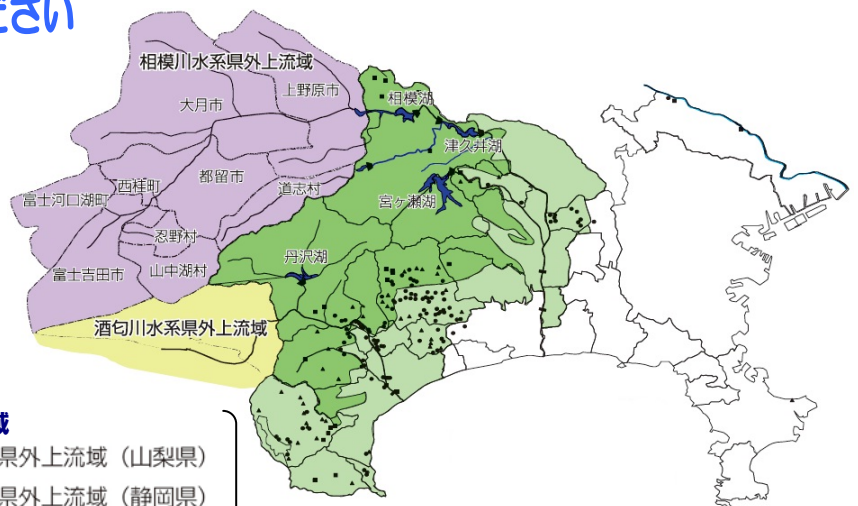 ださい
相模川水系県外上流域
上野原市
大月市
相模湖
津久井湖
都留市
西桂町
道志村
富士河口湖町
宮ヶ瀬湖
忍野村
丹沢湖
山中湖村
富士吉田市
酒匂川水系県外上流域
域
県外上流域（山梨県）
県外上流域（静岡県）